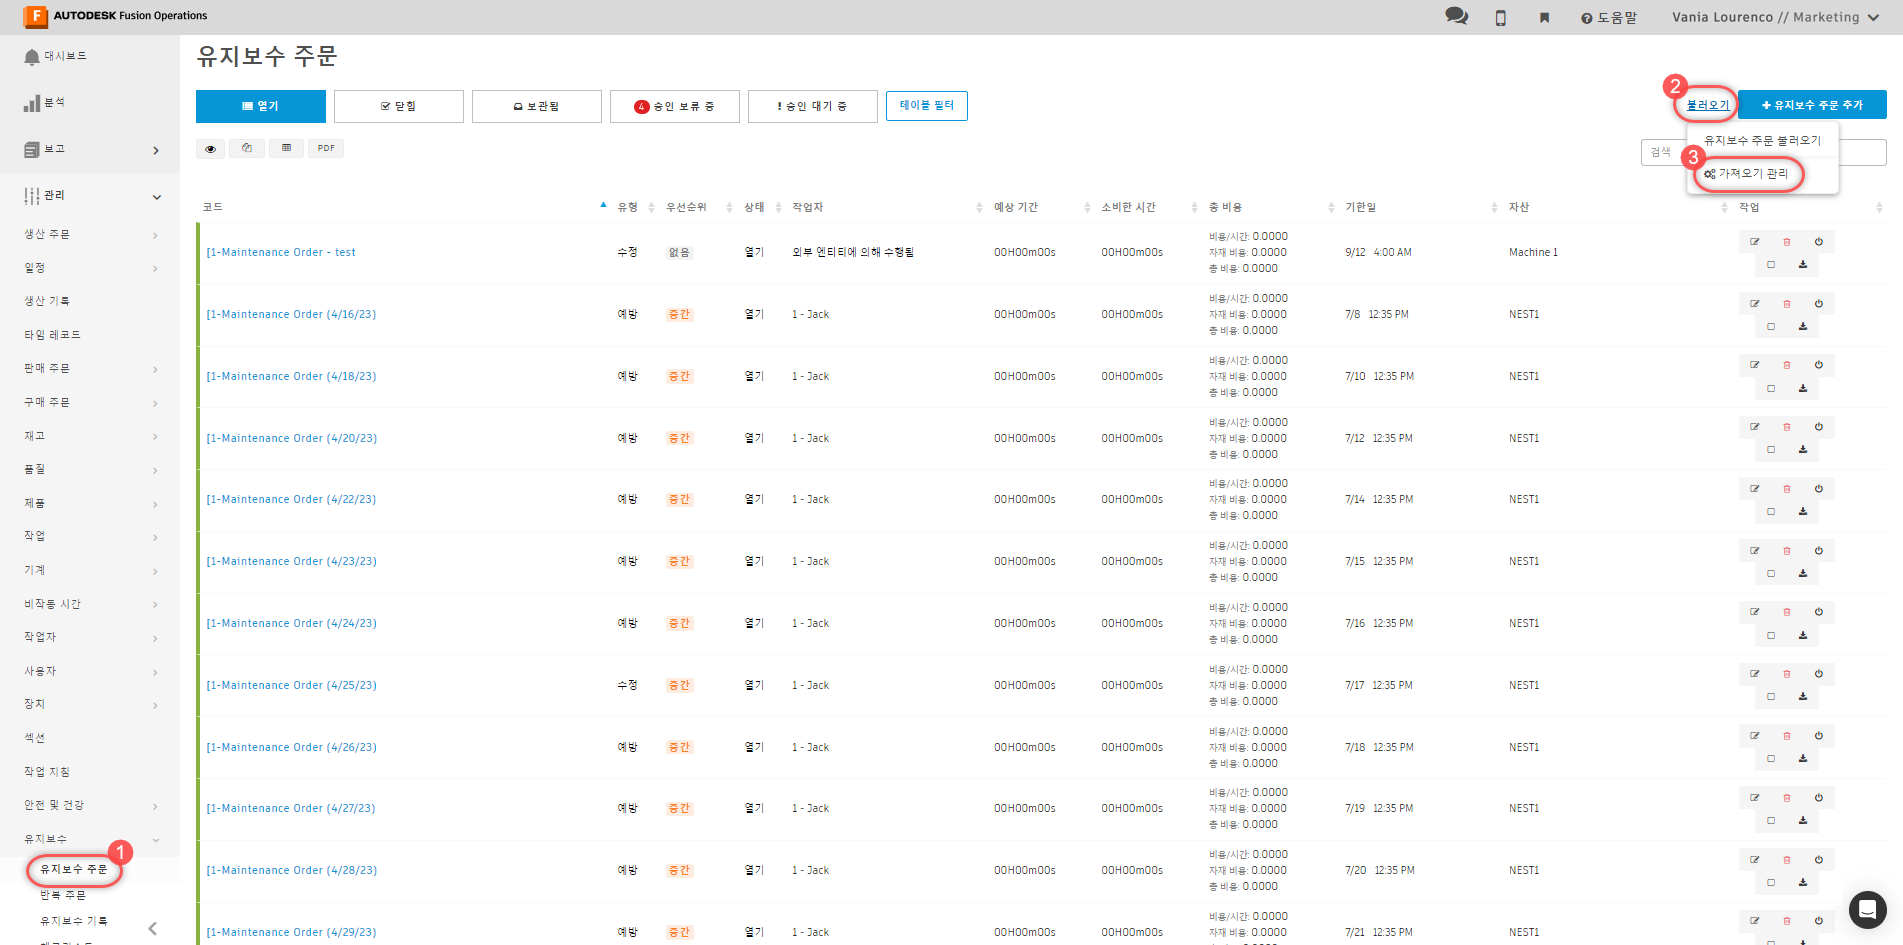 AUTODESK Fusion Operations
도움말
Vania Lourenco // Marketing
대시보드
분석
보고
관리
생산 주문
일정
생산 기록
타임 레코드
판매 주문
구매 주문
재고
품질
제품
작업
기계
비작동 시간
작업자
사용자
장치
섹션
작업 지침
안전 및 건강
유지보수
유지보수 주문
1
반복 주문
유지보수 기록
유지보수 주문
열기
닫힘
보관됨
4 승인 보류 중
! 승인 대기 중
테이블 필터
2
불러오기
+ 유지보수 주문 추가
유지보수 주문 불러오기
3
가져오기 관리
PDF
검색
코드 유형 우선순위 상태 작업자 예상 기간 소비한 시간 총 비용 기한일 자산 작업
[1-Maintenance Order - test 수정 없음 열기 외부 엔티티에 의해 수행됨 00H00m00s 00H00m00s 비용/시간: 0.0000 9/12 4:00 AM Machine 1
자재 비용: 0.0000
총 비용: 0.0000
[1-Maintenance Order (4/16/23) 예방 중간 열기 1 - Jack 00H00m00s 00H00m00s 비용/시간: 0.0000 7/8 12:35 PM NEST1
자재 비용: 0.0000
총 비용: 0.0000
[1-Maintenance Order (4/18/23) 예방 중간 열기 1 - Jack 00H00m00s 00H00m00s 비용/시간: 0.0000 7/10 12:35 PM NEST1
자재 비용: 0.0000
총 비용: 0.0000
[1-Maintenance Order (4/20/23) 예방 중간 열기 1 - Jack 00H00m00s 00H00m00s 비용/시간: 0.0000 7/12 12:35 PM NEST1
자재 비용: 0.0000
총 비용: 0.0000
[1-Maintenance Order (4/22/23) 예방 중간 열기 1 - Jack 00H00m00s 00H00m00s 비용/시간: 0.0000 7/14 12:35 PM NEST1
자재 비용: 0.0000
총 비용: 0.0000
[1-Maintenance Order (4/23/23) 예방 중간 열기 1 - Jack 00H00m00s 00H00m00s 비용/시간: 0.0000 7/15 12:35 PM NEST1
자재 비용: 0.0000
총 비용: 0.0000
[1-Maintenance Order (4/24/23) 예방 중간 열기 1 - Jack 00H00m00s 00H00m00s 비용/시간: 0.0000 7/16 12:35 PM NEST1
자재 비용: 0.0000
총 비용: 0.0000
[1-Maintenance Order (4/25/23) 수정 중간 열기 1 - Jack 00H00m00s 00H00m00s 비용/시간: 0.0000 7/17 12:35 PM NEST1
자재 비용: 0.0000
총 비용: 0.0000
[1-Maintenance Order (4/26/23) 예방 중간 열기 1 - Jack 00H00m00s 00H00m00s 비용/시간: 0.0000 7/18 12:35 PM NEST1
자재 비용: 0.0000
총 비용: 0.0000
[1-Maintenance Order (4/27/23) 예방 중간 열기 1 - Jack 00H00m00s 00H00m00s 비용/시간: 0.0000 7/19 12:35 PM NEST1
자재 비용: 0.0000
총 비용: 0.0000
[1-Maintenance Order (4/28/23) 예방 중간 열기 1 - Jack 00H00m00s 00H00m00s 비용/시간: 0.0000 7/20 12:35 PM NEST1
자재 비용: 0.0000
총 비용: 0.0000
[1-Maintenance Order (4/29/23) 예방 중간 열기 1 - Jack 00H00m00s 00H00m00s 비용/시간: 0.0000 7/21 12:35 PM NEST1
자재 비용: 0.0000